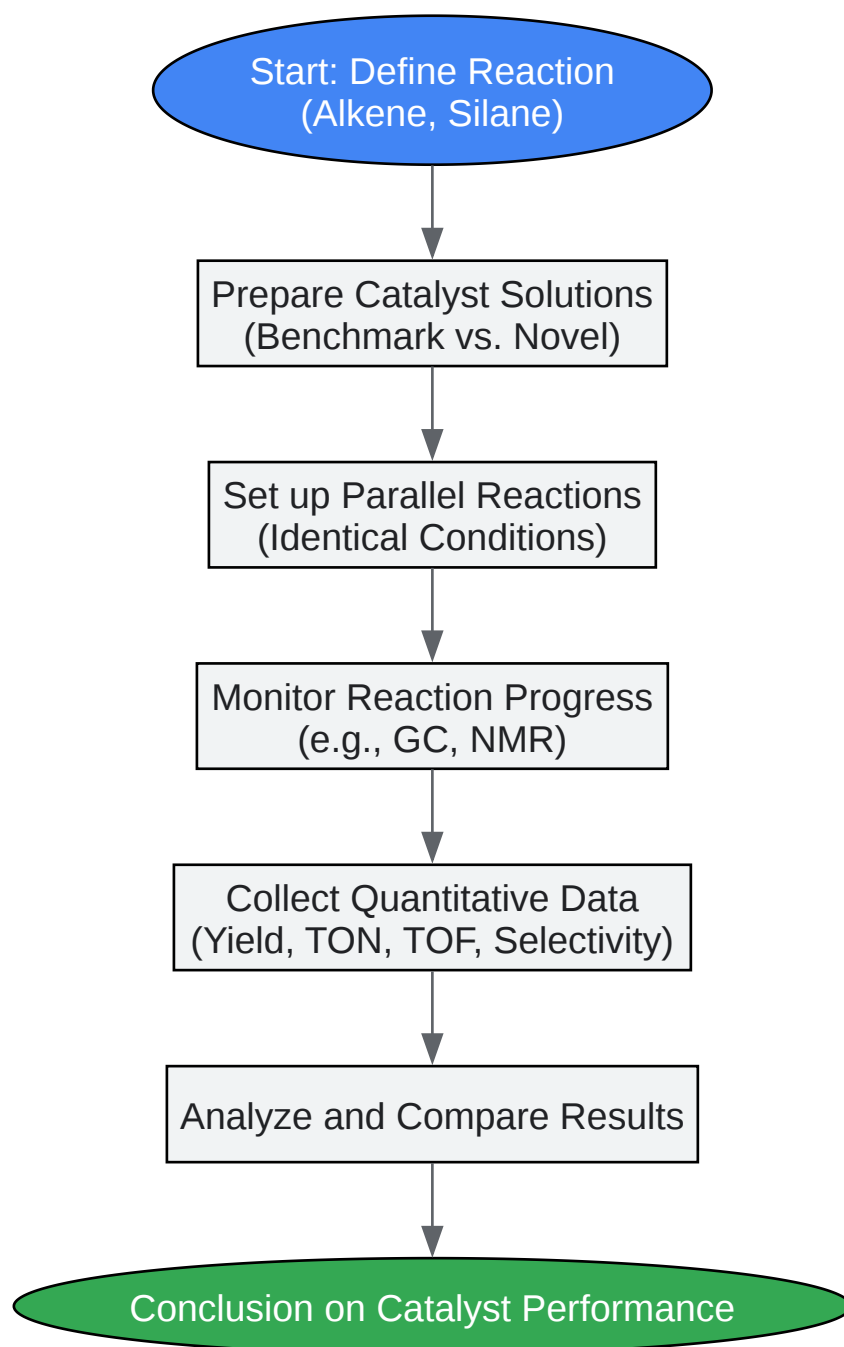 Start: Define Reaction
(Alkene, Silane)
Prepare Catalyst Solutions
(Benchmark vs. Novel)
Set up Parallel Reactions
(Identical Conditions)
Monitor Reaction Progress
(e.g., GC, NMR)
Collect Quantitative Data
(Yield, TON, TOF, Selectivity)
Analyze and Compare Results
Conclusion on Catalyst Performance